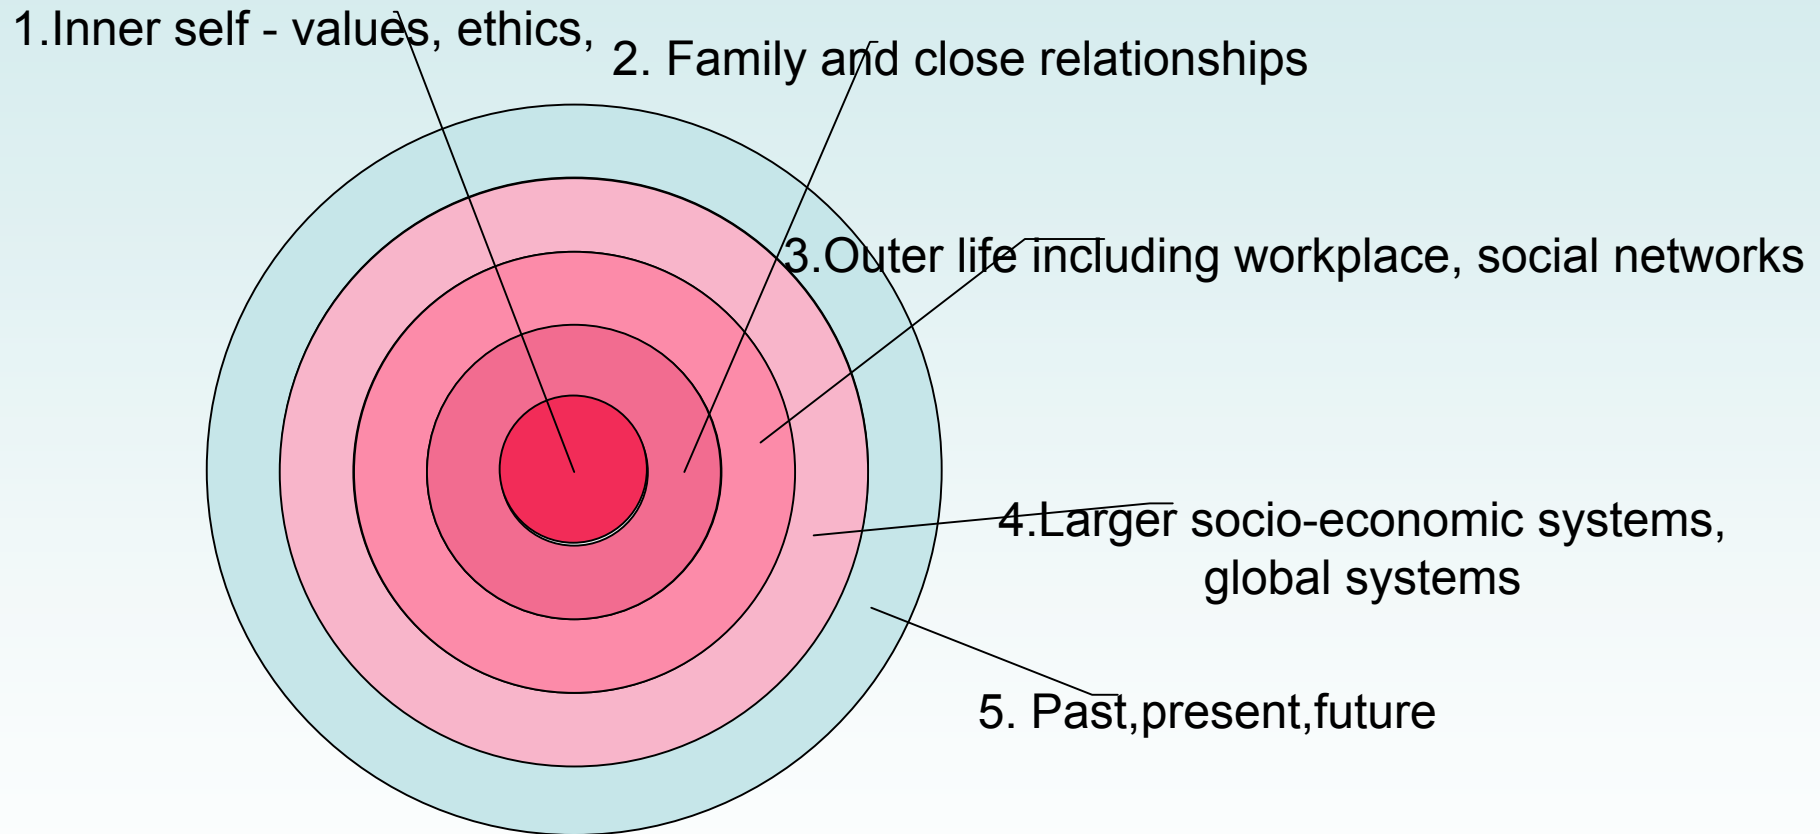 1.Inner self - values, ethics,
2. Family and close relationships
3.Outer life including workplace, social networks
4.Larger socio-economic systems,
global systems
5. Past,present,future